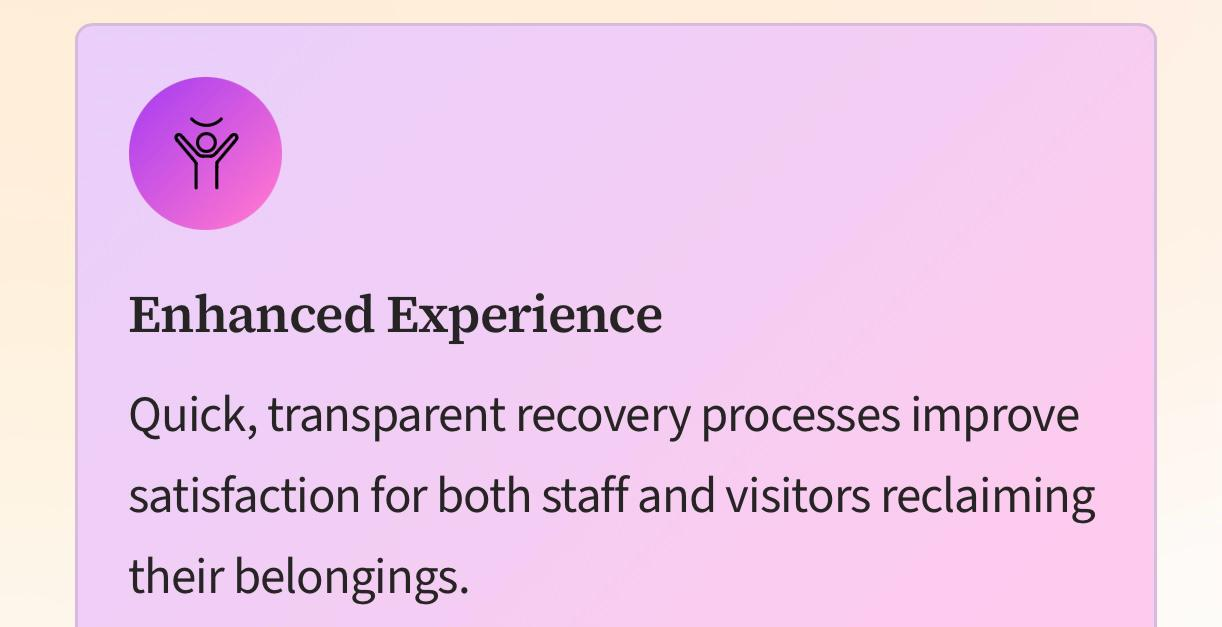 Enhanced Experience
Quick, transparent recovery processes improve
satisfaction for both staff and visitors reclaiming
their belongings.